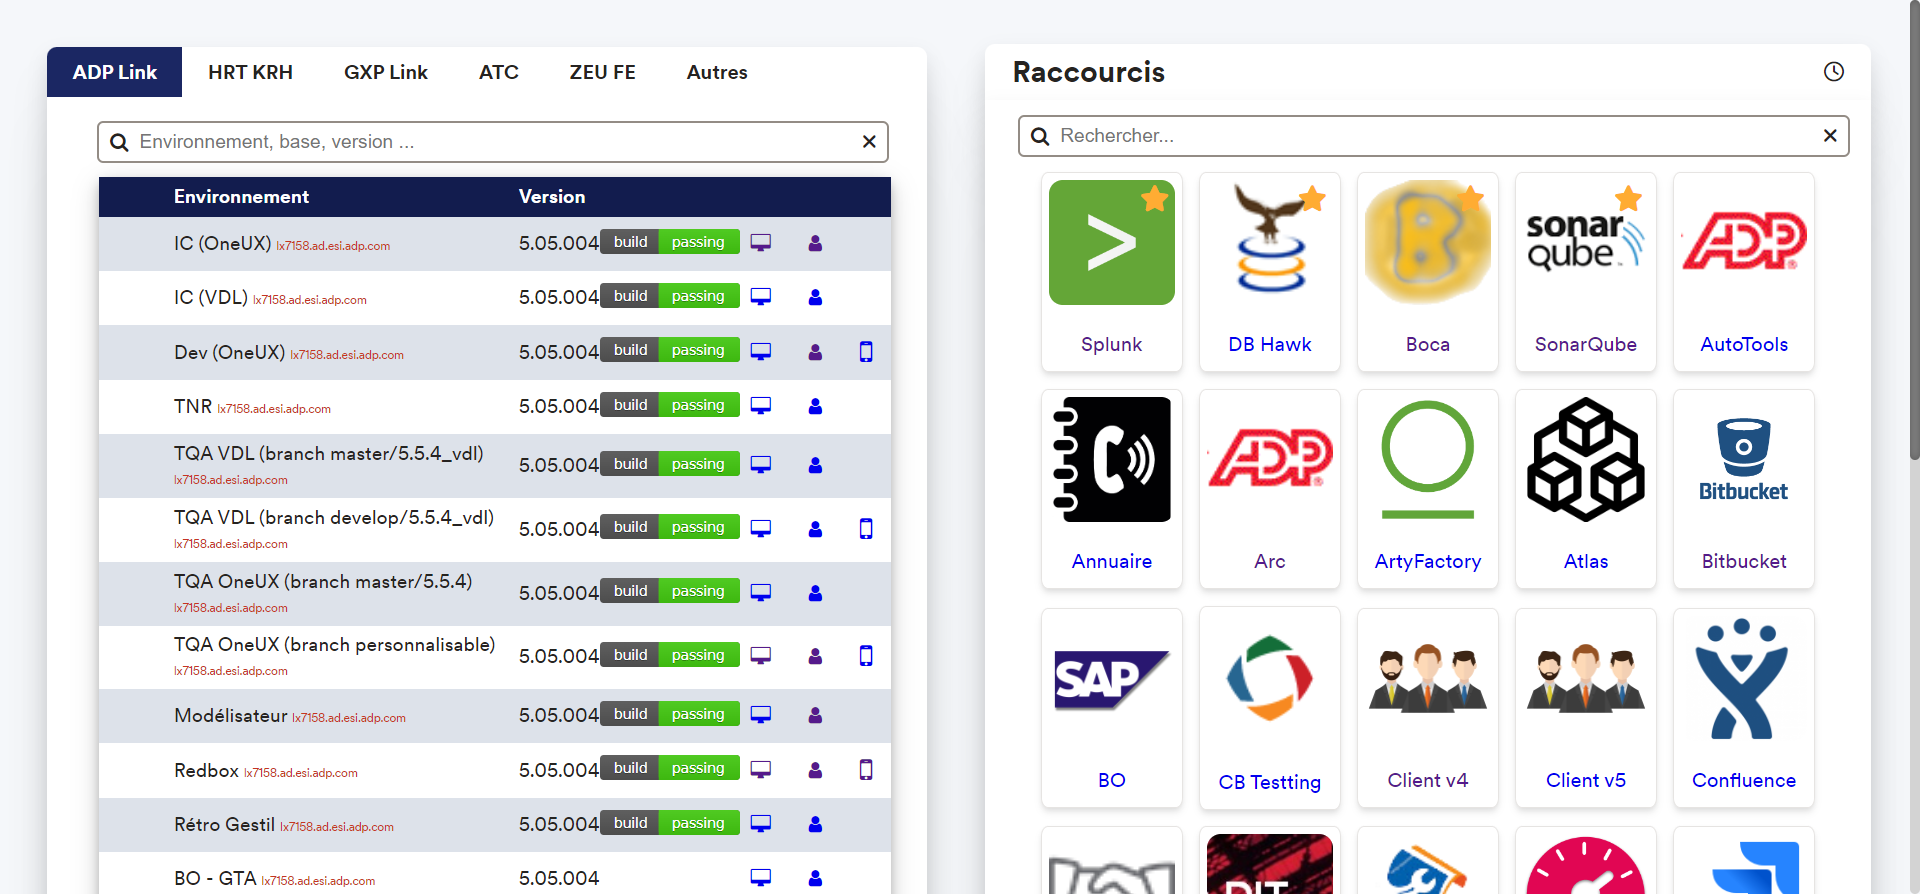 ADP Link HRT KRH GXP Link ATC ZEU FE Autres
Environnement, base, version ...
Environnement Version
IC (OneUX) lx7158.ad.esi.adp.com 5.05.004 build passing
IC (VDL) lx7158.ad.esi.adp.com 5.05.004 build passing
Dev (OneUX) lx7158.ad.esi.adp.com 5.05.004 build passing
TNR lx7158.ad.esi.adp.com 5.05.004 build passing
TQA VDL (branch master/5.5.4_vdl)
lx7158.ad.esi.adp.com 5.05.004 build passing
TQA VDL (branch develop/5.5.4_vdl)
lx7158.ad.esi.adp.com 5.05.004 build passing
TQA OneUX (branch master/5.5.4)
lx7158.ad.esi.adp.com 5.05.004 build passing
TQA OneUX (branch personnalisable)
lx7158.ad.esi.adp.com 5.05.004 build passing
Modélisateur lx7158.ad.esi.adp.com 5.05.004 build passing
Redbox lx7158.ad.esi.adp.com 5.05.004 build passing
Rétro Gestil lx7158.ad.esi.adp.com 5.05.004 build passing
BO - GTA lx7158.ad.esi.adp.com 5.05.004
Raccourcis
Rechercher...
> B sonar qube ADP
Splunk DB Hawk Boca SonarQube AutoTools
ADP Bitbucket
Annuaire Arc ArtyFactory Atlas Bitbucket
SAP
BO CB Testting Client v4 Client v5 Confluence